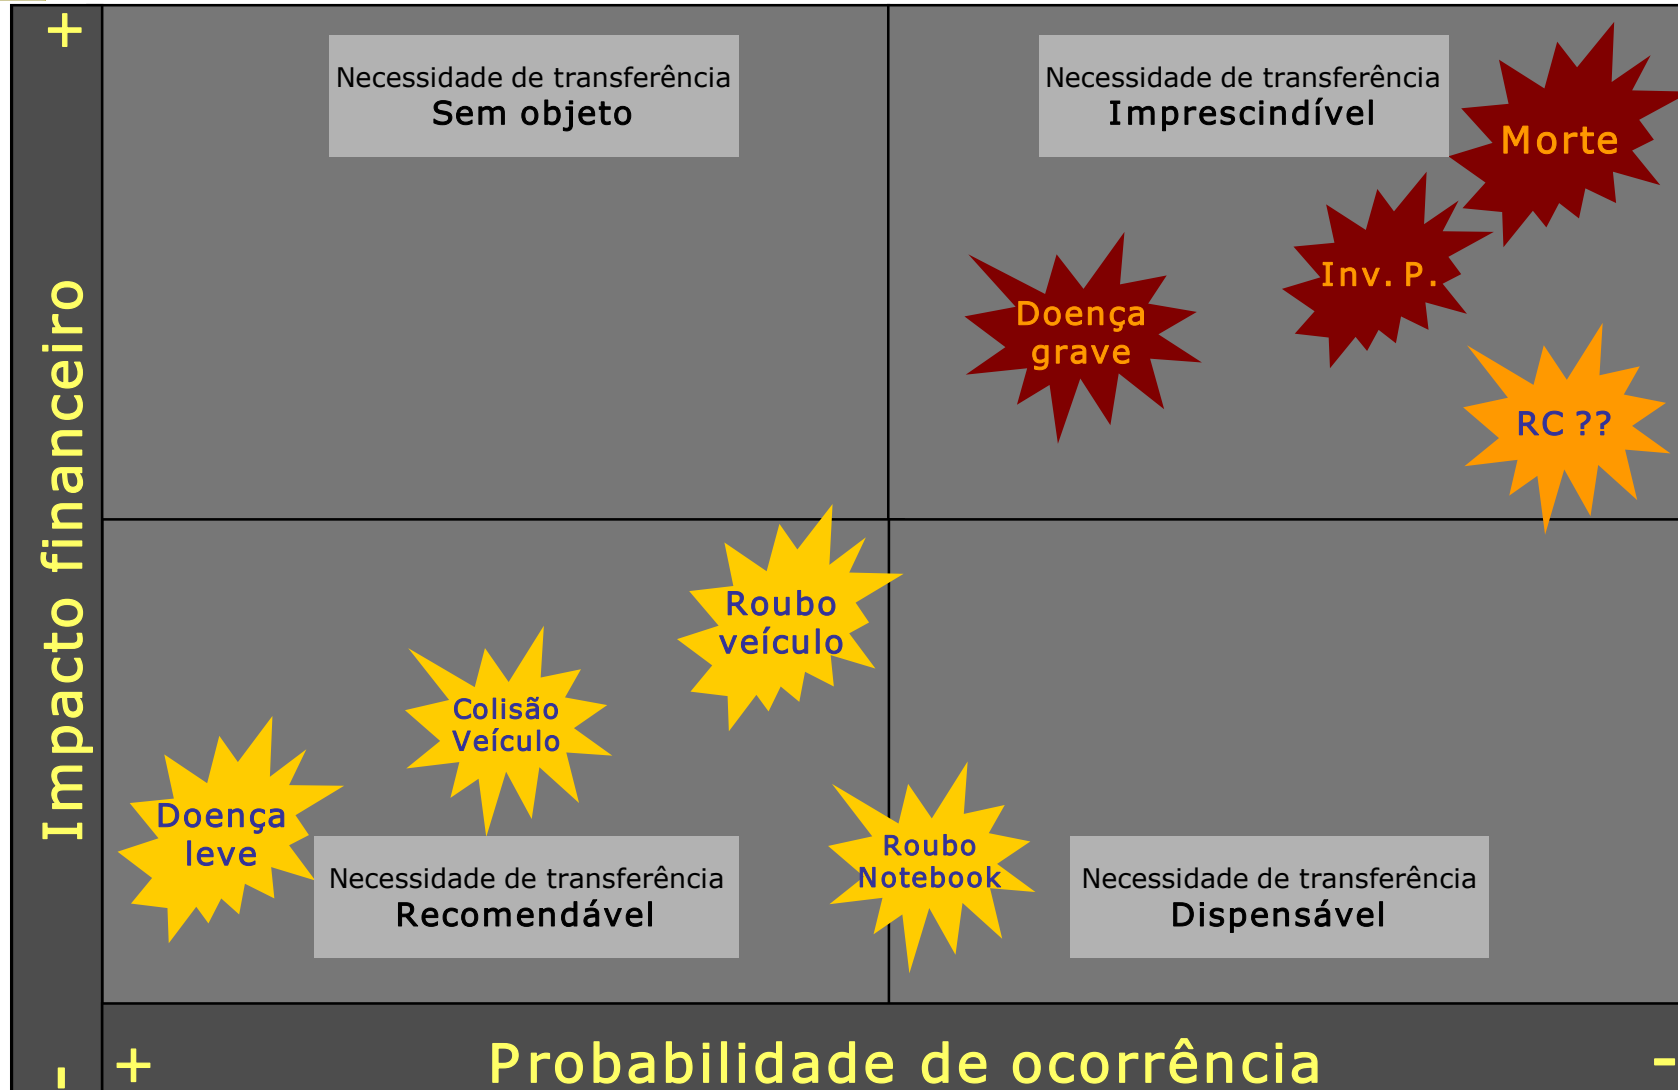 +
Necessidade de transferência
Sem objeto
Necessidade de transferência
Imprescindível
Morte
Inv. P.
Doença
grave
RC ??
Impacto financeiro
Roubo
veículo
Colisão
Veículo
Doença
leve
Roubo
Notebook
Necessidade de transferência
Recomendável
Necessidade de transferência
Dispensável
-
+
Probabilidade de ocorrência
-